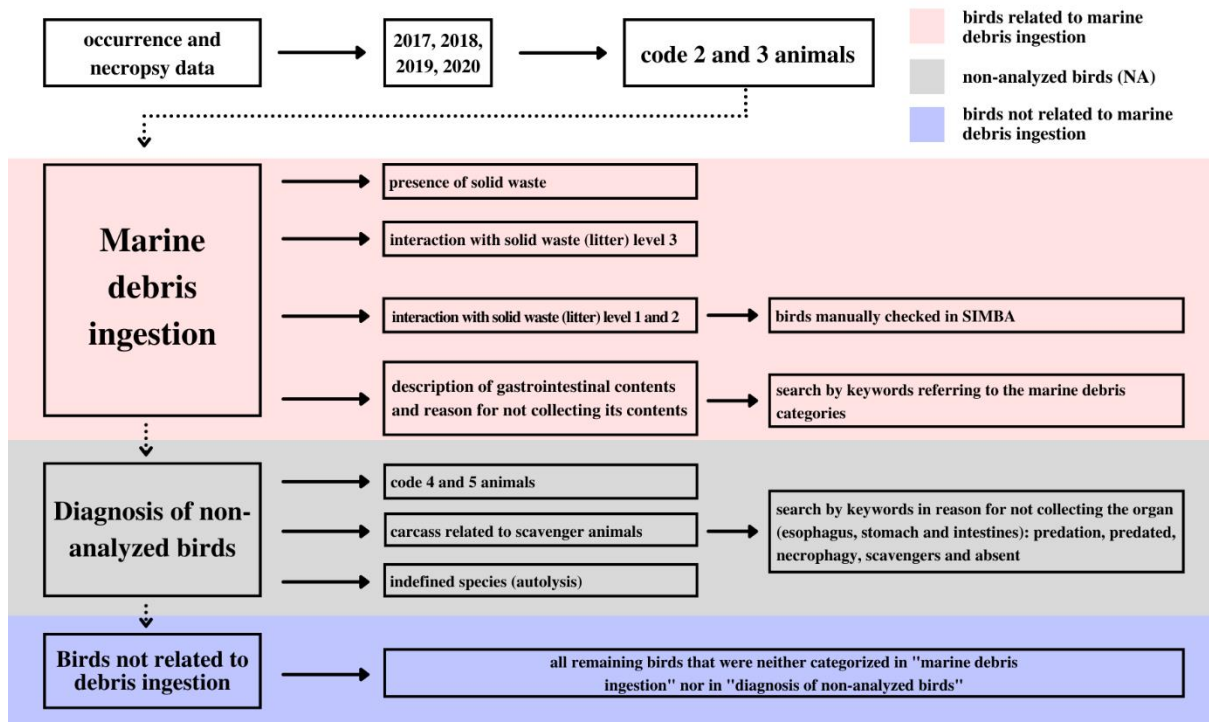 occurrence and
necropsy data
2017, 2018,
2019, 2020
code 2 and 3 animals
birds related to marine
debris ingestion
non-analyzed birds (NA)
birds not related to marine
debris ingestion
Marine
debris
ingestion
presence of solid waste
interaction with solid waste (litter) level 3
interaction with solid waste (litter) level 1 and 2
birds manually checked in SIMBA
description of gastrointestinal contents
and reason for not collecting its contents
search by keywords referring to the marine debris
categories
Diagnosis of non-
analyzed birds
code 4 and 5 animals
carcass related to scavenger animals
indefined species (autolysis)
search by keywords in reason for not collecting the organ
(esophagus, stomach and intestines): predation, predated,
necrophagy, scavengers and absent
Birds not related to
debris ingestion
all remaining birds that were neither categorized in "marine debris
ingestion" nor in "diagnosis of non-analyzed birds"